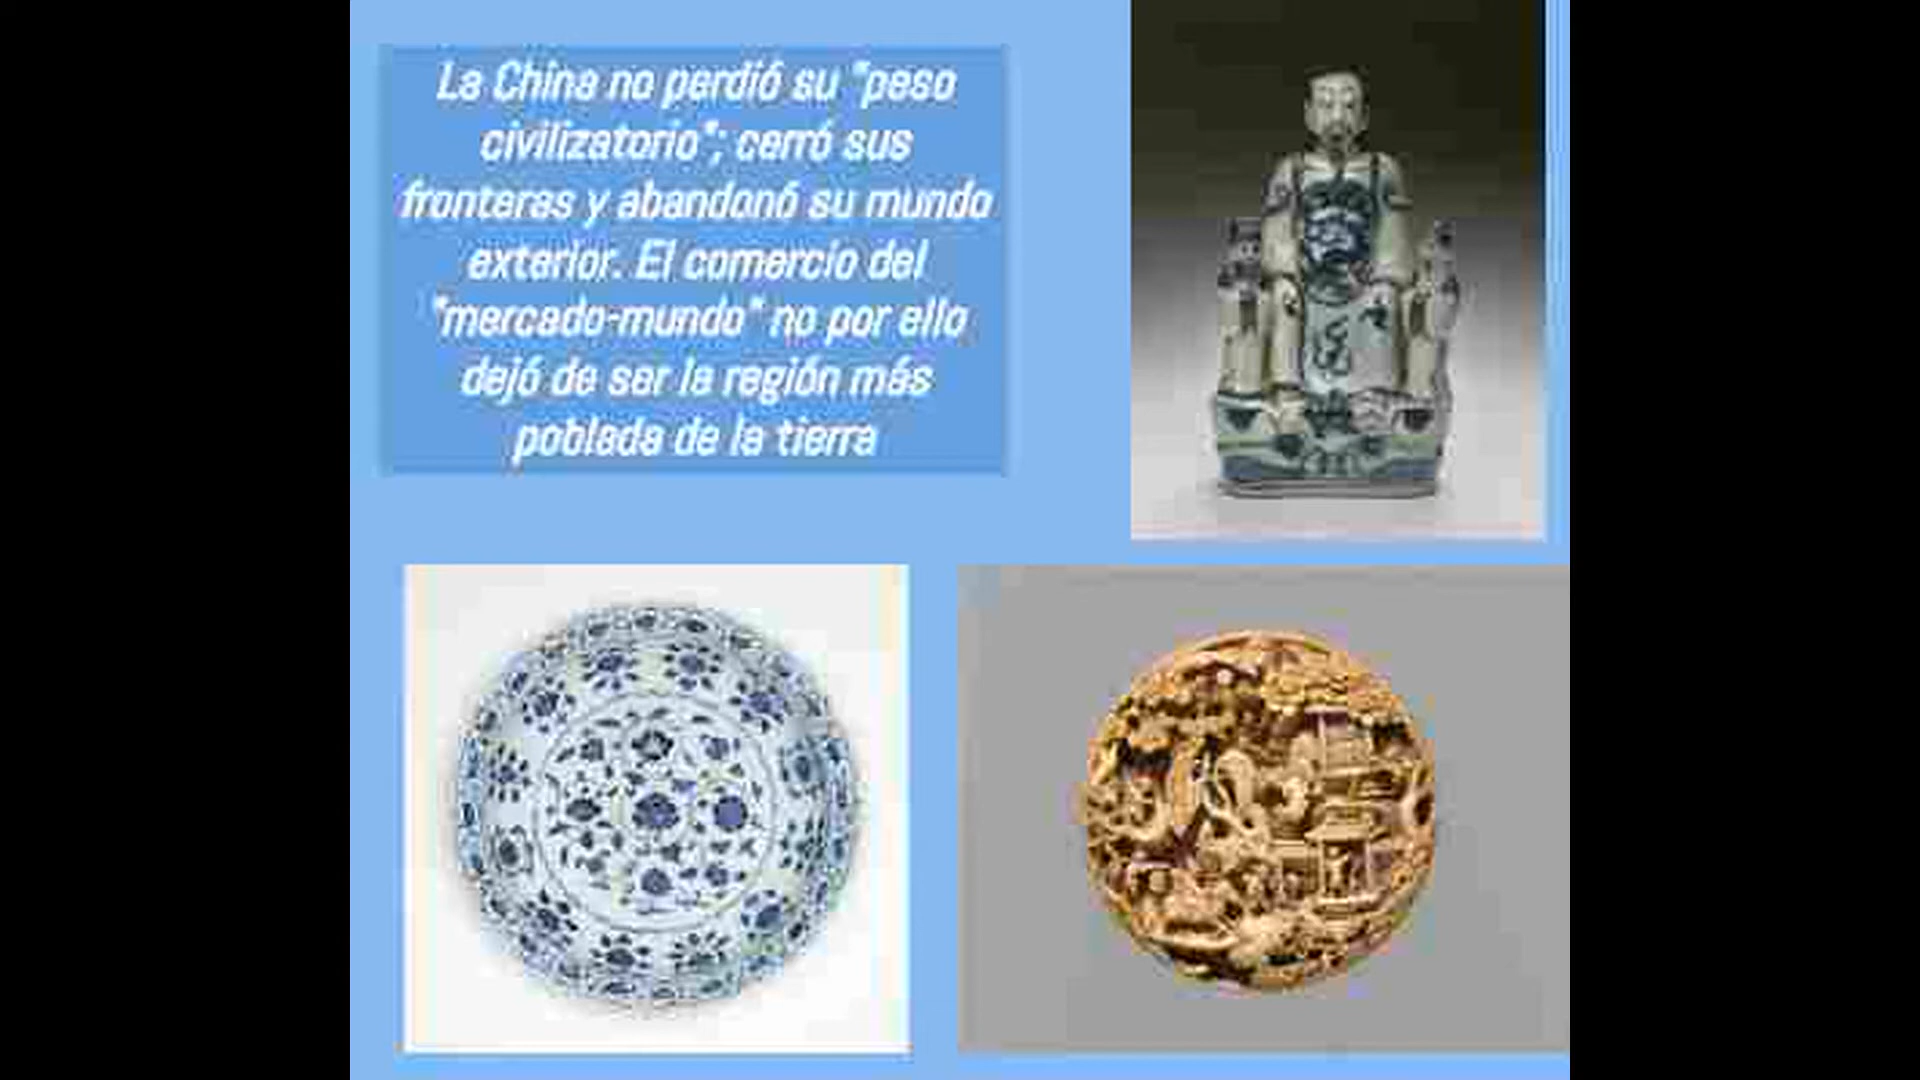 La China no perdió su "peso
civilizatorio"; cerró sus
fronteras y abandonó su mundo
exterior. El comercio del
"mercado-mundo" no por ello
dejó de ser la región más
poblada de la tierra